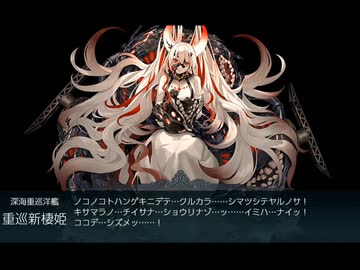 深海重巡洋艦
重巡新棲姫
ノコノコトハンゲキニデテ…クルカラ……シマツシテヤルノサ！
キサマラノ…チイサナ…ショウリナゾ…ッ……イミハ…ナイッ！
ココデ…シズメッ……！